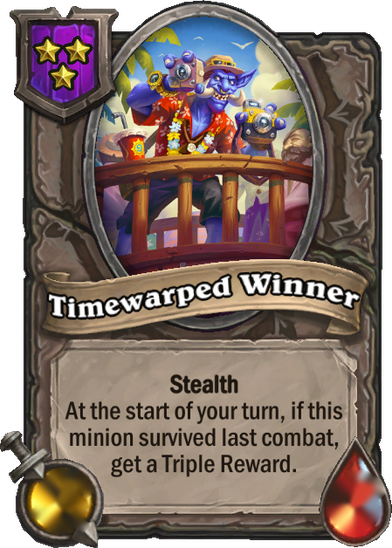 Timewarped Winner
Stealth
At the start of your turn, if this
minion survived last combat,
get a Triple Reward.